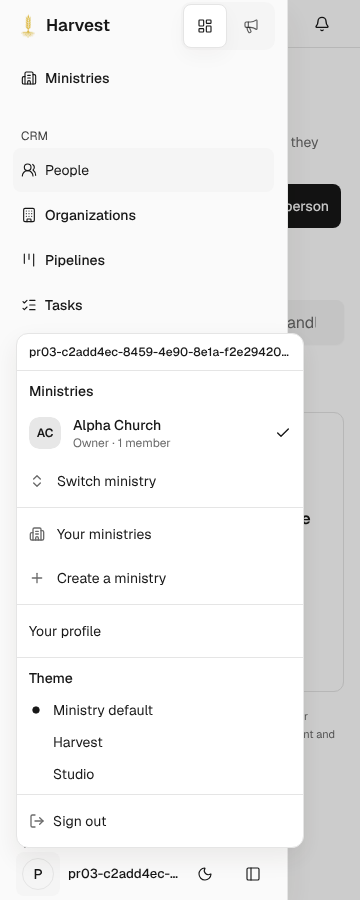 Harvest
Ministries
they
CRM
People
person
Organizations
Pipelines
Tasks
pr03-c2add4ec-8459-4e90-8e1a-f2e29420...
Ministries
AC
Alpha Church
Owner · 1 member
Switch ministry
Your ministries
Create a ministry
Your profile
nt and
Theme
Ministry default
Harvest
Studio
Sign out
P
pr03-c2add4ec-...